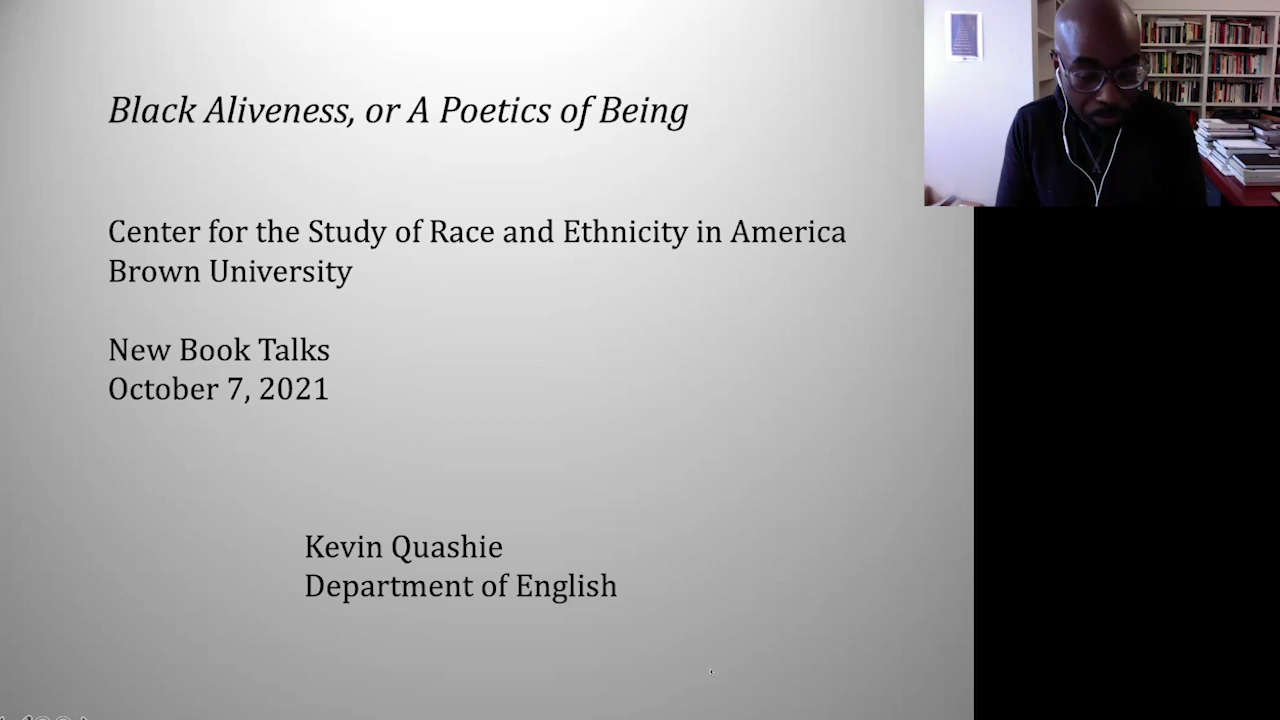 Black Aliveness, or A Poetics of Being
Center for the Study of Race and Ethnicity in America
Brown University
New Book Talks
October 7, 2021
Kevin Quashie
Department of English